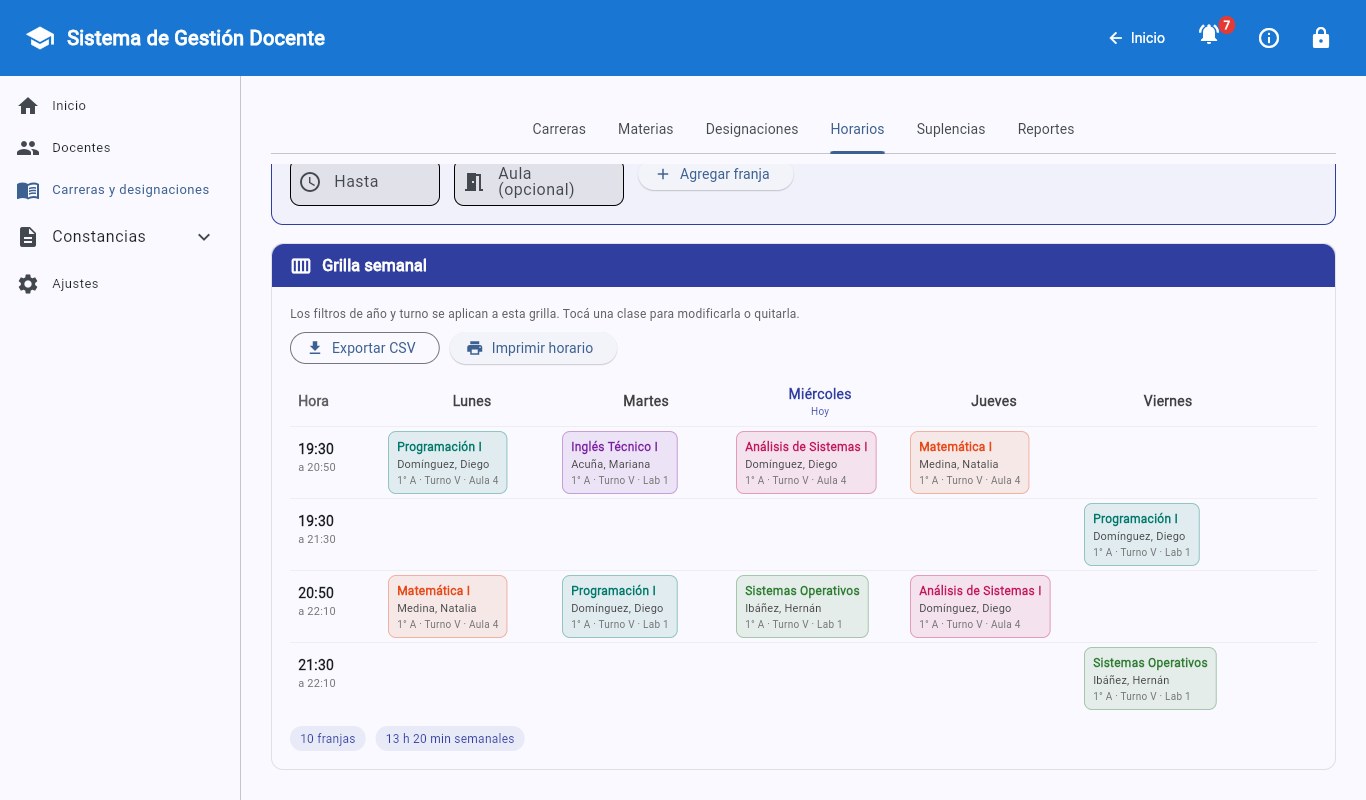 Sistema de Gestión Docente
Inicio
7
Inicio
Docentes
Carreras y designaciones
Constancias
Ajustes
Carreras
Materias
Designaciones
Horarios
Suplencias
Reportes
Hasta
Aula
(opcional)
Agregar franja
Grilla semanal
Los filtros de año y turno se aplican a esta grilla. Tocá una clase para modificarla o quitarla.
Exportar CSV
Imprimir horario
Hora
Lunes
Martes
Miércoles
Hoy
Jueves
Viernes
19:30
a 20:50
Programación I
Domínguez, Diego
1° A · Turno V · Aula 4
Inglés Técnico I
Acuña, Mariana
1° A · Turno V · Lab 1
Análisis de Sistemas I
Domínguez, Diego
1° A · Turno V · Aula 4
Matemática I
Medina, Natalia
1° A · Turno V · Aula 4
19:30
a 21:30
Programación I
Domínguez, Diego
1° A · Turno V · Lab 1
20:50
a 22:10
Matemática I
Medina, Natalia
1° A · Turno V · Aula 4
Programación I
Domínguez, Diego
1° A · Turno V · Lab 1
Sistemas Operativos
Ibáñez, Hernán
1° A · Turno V · Lab 1
Análisis de Sistemas I
Domínguez, Diego
1° A · Turno V · Aula 4
21:30
a 22:10
Sistemas Operativos
Ibáñez, Hernán
1° A · Turno V · Lab 1
10 franjas
13 h 20 min semanales